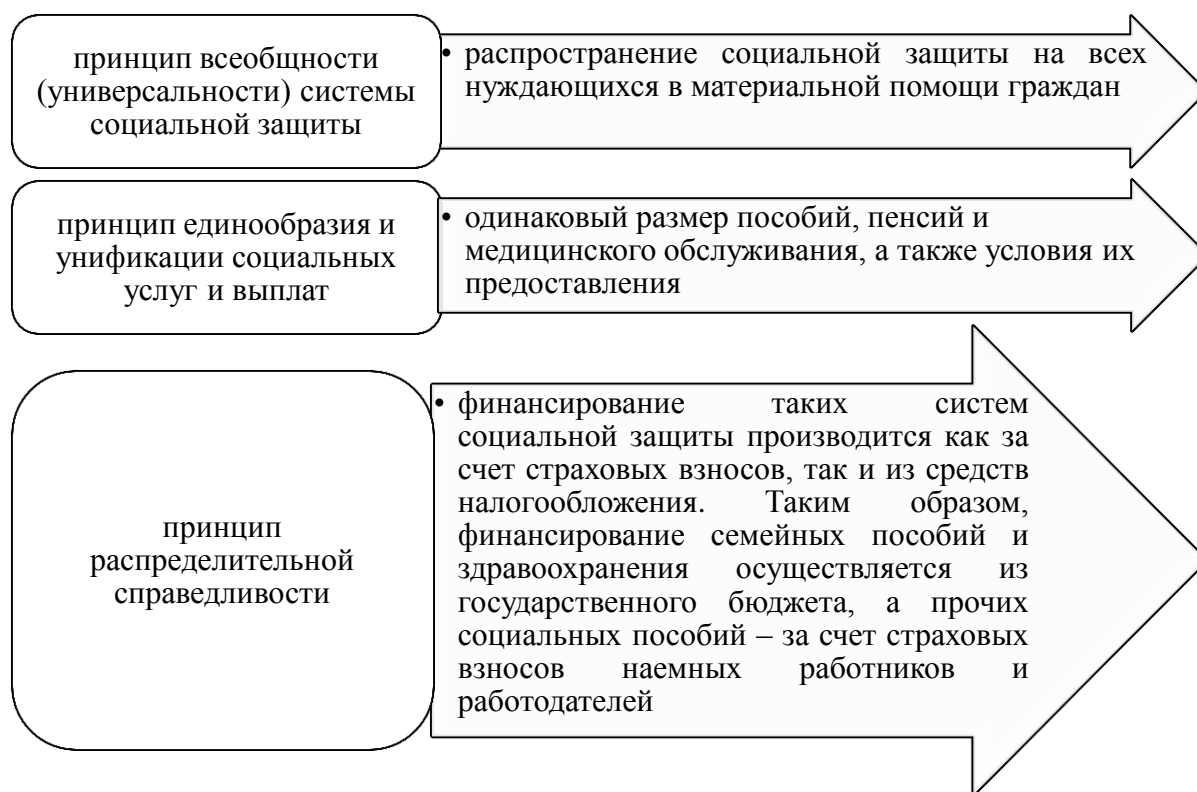 принцип всеобщности
(универсальности) системы
социальной защиты
• распространение социальной защиты на всех
нуждающихся в материальной помощи граждан
принцип единообразия и
унификации социальных
услуг и выплат
• одинаковый размер пособий, пенсий и
медицинского обслуживания, а также условия их
предоставления
принцип
распределительной
справедливости
• финансирование таких систем
социальной защиты производится как за
счет страховых взносов, так и из средств
налогообложения. Таким образом,
финансирование семейных пособий и
здравоохранения осуществляется из
государственного бюджета, а прочих
социальных пособий – за счет страховых
взносов наемных работников и
работодателей